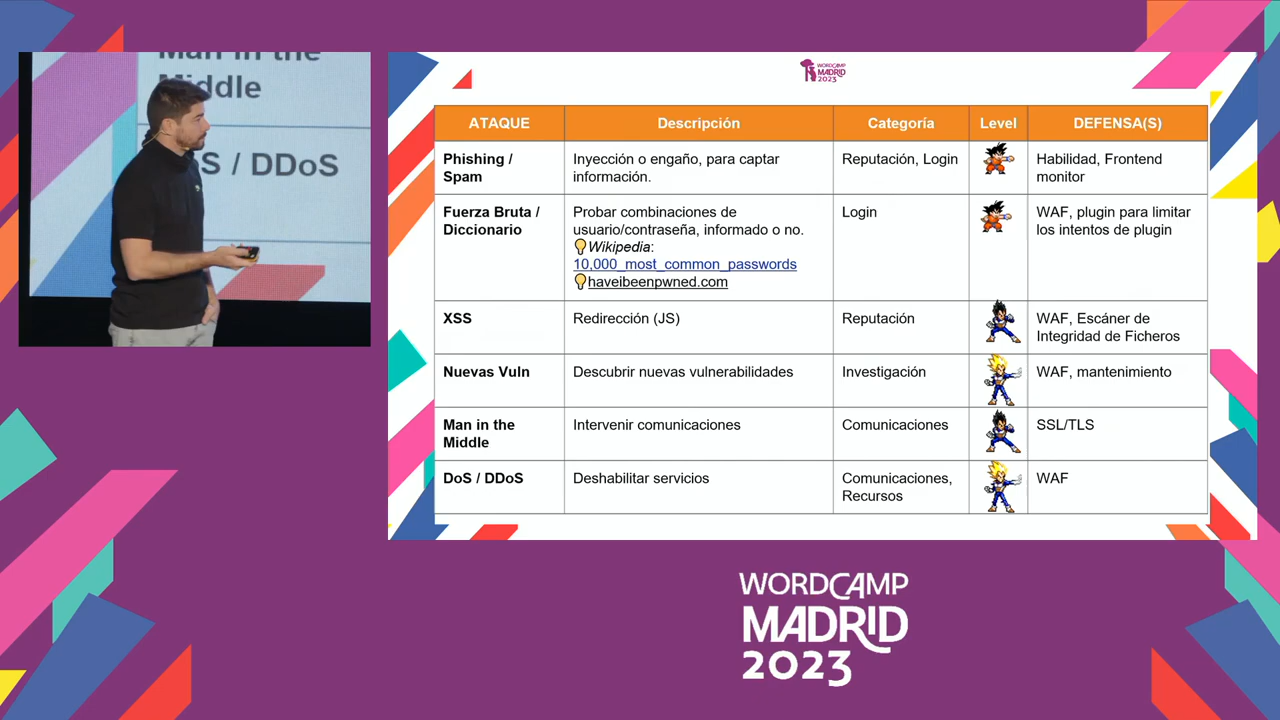 Man in the
Middle
S / DDoS
WORDCAMP
MADRID
2023
ATAQUE
Descripción
Categoría
Level
DEFENSA(S)
Phishing /
Spam
Inyección o engaño, para captar
información.
Reputación, Login
Habilidad, Frontend
monitor
Fuerza Bruta /
Diccionario
Probar combinaciones de
usuario/contraseña, informado o no.
Wikipedia:
10,000_most_common_passwords
haveibeenpwned.com
Login
WAF, plugin para limitar
los intentos de plugin
XSS
Redirección (JS)
Reputación
WAF, Escáner de
Integridad de Ficheros
Nuevas Vuln
Descubrir nuevas vulnerabilidades
Investigación
WAF, mantenimiento
Man in the
Middle
Intervenir comunicaciones
Comunicaciones
SSL/TLS
DoS / DDoS
Deshabilitar servicios
Comunicaciones,
Recursos
WAF
WORDCAMP
MADRID
2023